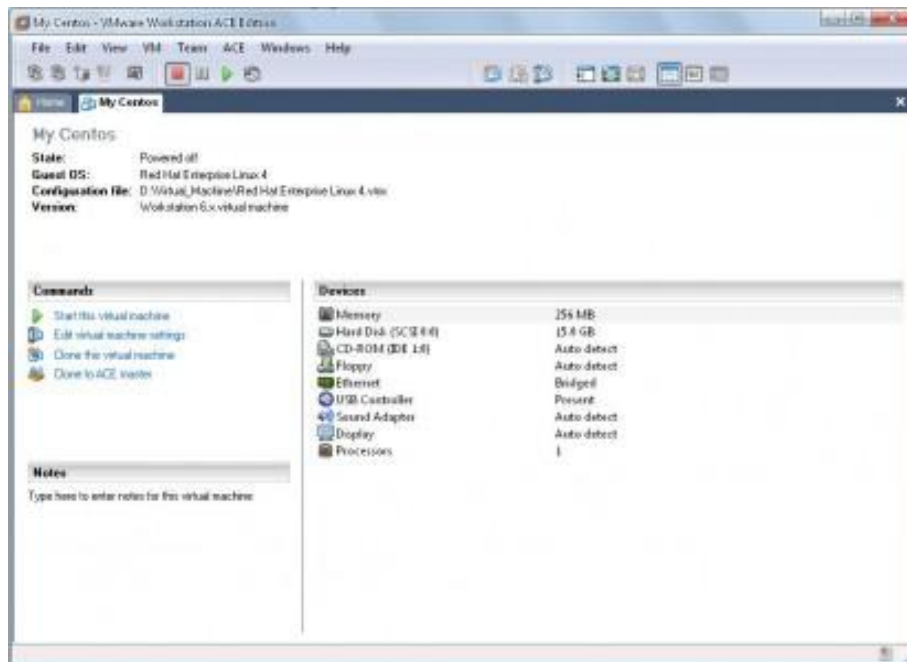 My Centos - VMware Workstation ACE Edition
File Edit View VM Team ACE Windows Help
Home My Centos
My Centos
State: Powered off
Guest OS: Red Hat Enterprise Linux 4
Configuration file: D:\Virtual_Machine\Red Hat Enterprise Linux 4.vmx
Version: Workstation 6.x virtual machine
Commands
Start this virtual machine
Edit virtual machine settings
Clone this virtual machine
Clone to ACE master
Notes
Type here to enter notes for this virtual machine
Devices
Memory 256 MB
Hard Disk (SCSI 0:0) 15.0 GB
CD-ROM (IDE 1:0) Auto detect
Floppy Auto detect
Ethernet Bridged
USB Controller Present
Sound Adapter Auto detect
Display Auto detect
Processors 1